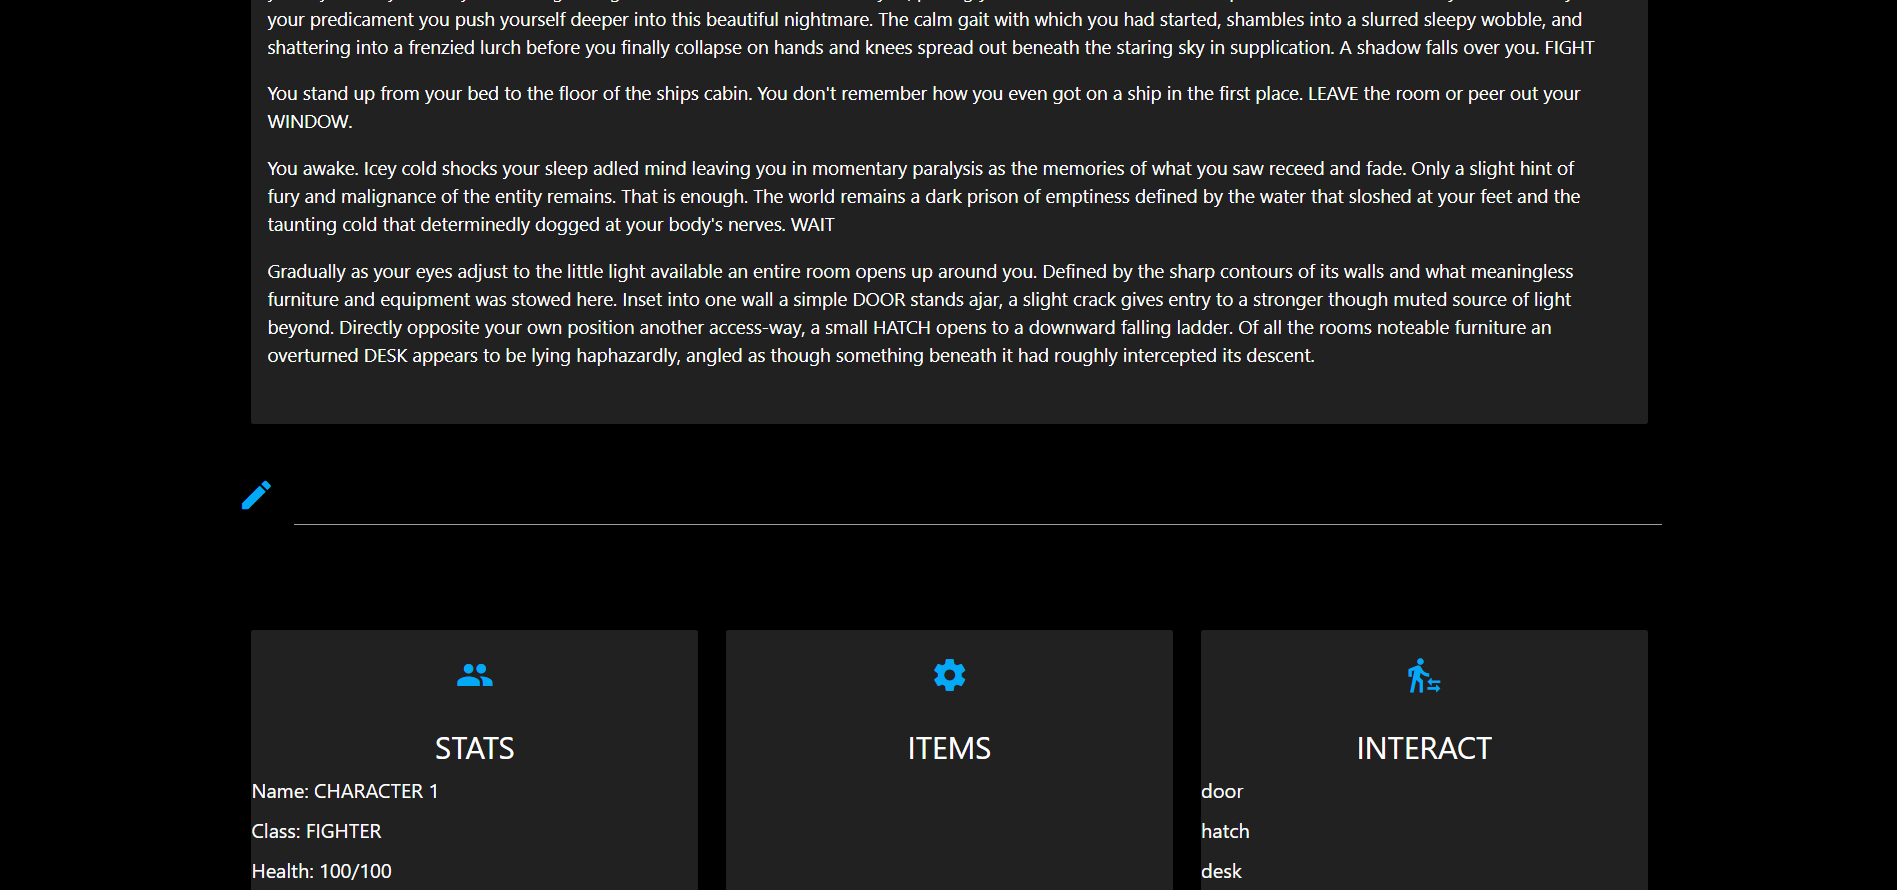 your predicament you push yourself deeper into this beautiful nightmare. The calm gait with which you had started, shambles into a slurred sleepy wobble, and
shattering into a frenzied lurch before you finally collapse on hands and knees spread out beneath the staring sky in supplication. A shadow falls over you. FIGHT
You stand up from your bed to the floor of the ships cabin. You don't remember how you even got on a ship in the first place. LEAVE the room or peer out your
WINDOW.
You awake. Icey cold shocks your sleep adled mind leaving you in momentary paralysis as the memories of what you saw receed and fade. Only a slight hint of
fury and malignance of the entity remains. That is enough. The world remains a dark prison of emptiness defined by the water that sloshed at your feet and the
taunting cold that determinedly dogged at your body's nerves. WAIT
Gradually as your eyes adjust to the little light available an entire room opens up around you. Defined by the sharp contours of its walls and what meaningless
furniture and equipment was stowed here. Inset into one wall a simple DOOR stands ajar, a slight crack gives entry to a stronger though muted source of light
beyond. Directly opposite your own position another access-way, a small HATCH opens to a downward falling ladder. Of all the rooms noteable furniture an
overturned DESK appears to be lying haphazardly, angled as though something beneath it had roughly intercepted its descent.
STATS
Name: CHARACTER 1
Class: FIGHTER
Health: 100/100
ITEMS
INTERACT
door
hatch
desk